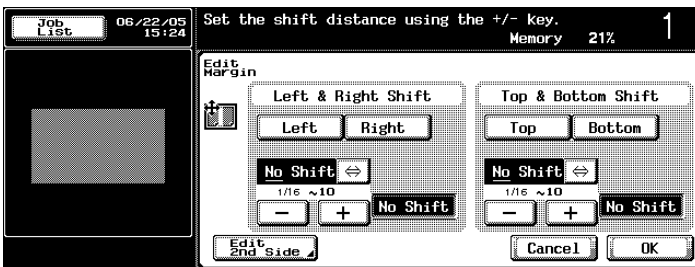 Job List
06/22/05
15:24
Set the shift distance using the +/- key.
Memory 21%
1
Edit
Margin
Left & Right Shift
Left Right
No Shift ⇔
1/16 ~10
- + No Shift
Top & Bottom Shift
Top Bottom
No Shift ⇔
1/16 ~10
- + No Shift
Edit
2nd Side
Cancel OK